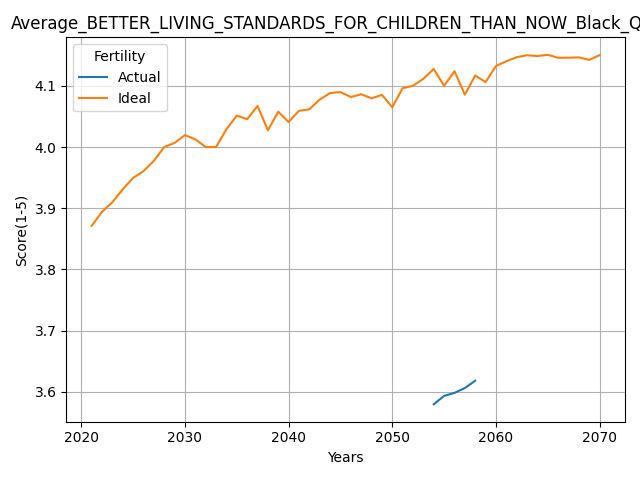 Average_BETTER_LIVING_STANDARDS_FOR_CHILDREN_THAN_NOW_Black_Q
Fertility
Actual
Ideal
4.1
4.0
3.9
3.8
3.7
3.6
Score(1-5)
2020 2030 2040 2050 2060 2070
Years